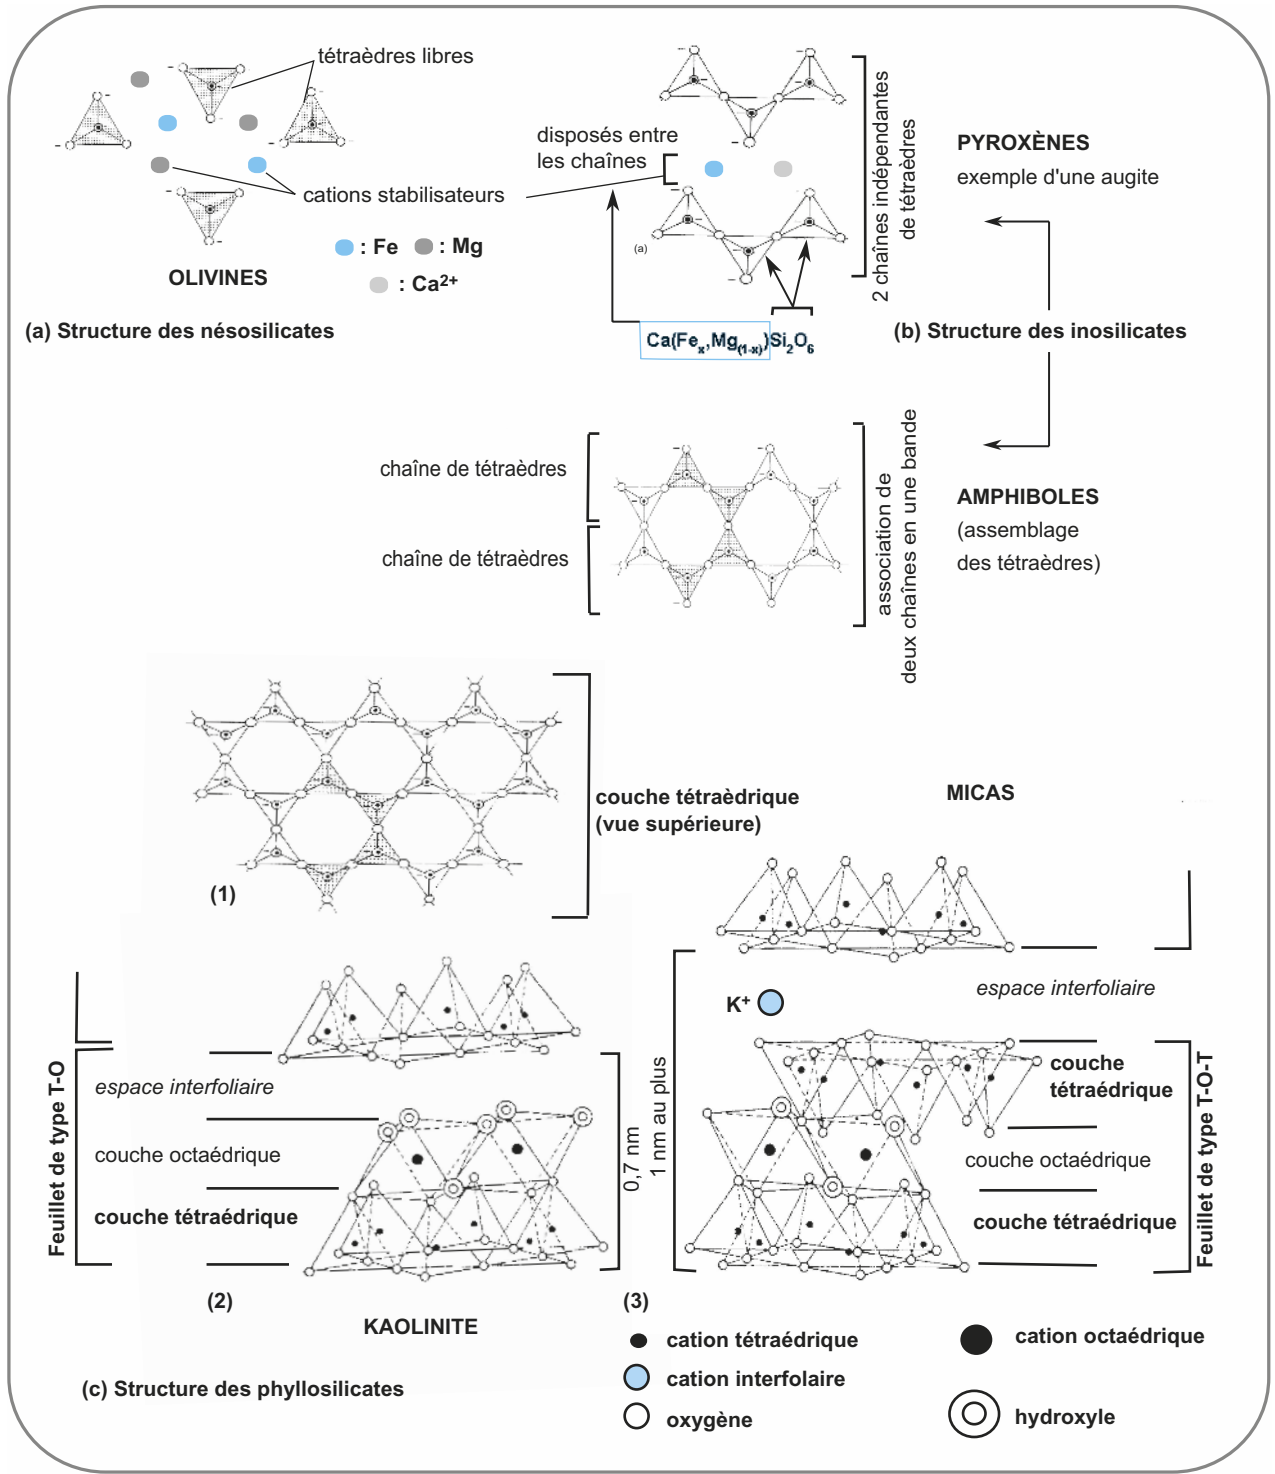 tétraèdres libres
cations stabilisateurs
: Fe : Mg
: Ca²⁺
OLIVINES
(a) Structure des nésosilicates
disposés entre
les chaînes
(a)
2 chaînes indépendantes
de tétraèdres
Ca(Feₓ,Mg₍₁₋ₓ₎)Si₂O₆
PYROXÈNES
exemple d'une augite
(b) Structure des inosilicates
chaîne de tétraèdres
chaîne de tétraèdres
association de
deux chaînes en une bande
AMPHIBOLES
(assemblage
des tétraèdres)
couche tétraèdrique
(vue supérieure)
(1)
MICAS
Feuillet de type T-O
espace interfoliaire
couche octaédrique
couche tétraédrique
0,7 nm
(2)
KAOLINITE
1 nm au plus
K⁺
espace interfoliaire
couche
tétraédrique
couche octaédrique
couche tétraédrique
Feuillet de type T-O-T
(3)
cation tétraédrique
cation octaédrique
cation interfolaire
oxygène
hydroxyle
(c) Structure des phyllosilicates